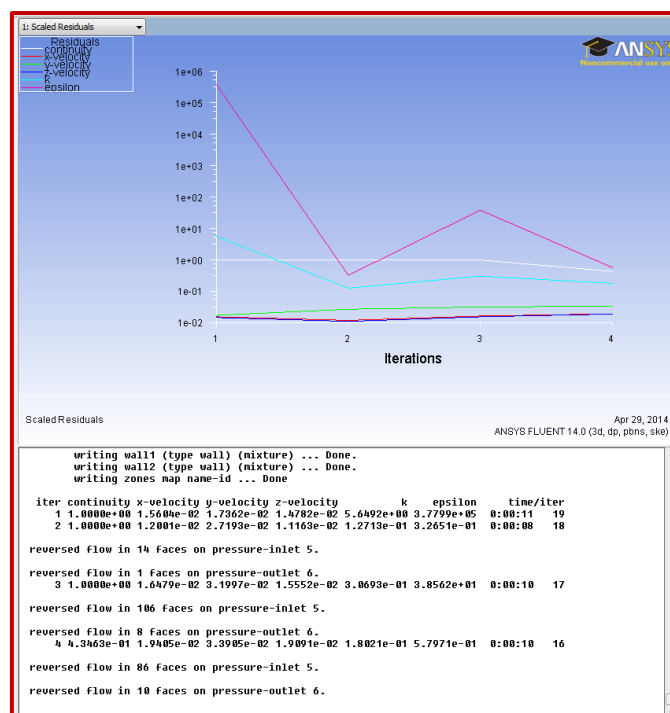 1: Scaled Residuals
Residuals
continuity
x-velocity
y-velocity
z-velocity
k
epsilon
ANSYS
Noncommercial use on
1e+06
1e+05
1e+04
1e+03
1e+02
1e+01
1e+00
1e-01
1e-02
1 2 3 4
Iterations
Scaled Residuals
Apr 29, 2014
ANSYS FLUENT 14.0 (3d, dp, pbns, ske)
writing wall1 (type wall) (mixture) ... Done.
writing wall2 (type wall) (mixture) ... Done.
writing zones map name-id ... Done
iter continuity x-velocity y-velocity z-velocity k epsilon time/iter
1 1.0000e+00 1.5604e-02 1.7362e-02 1.4782e-02 5.6492e+00 3.7799e+05 0:00:11 19
2 1.0000e+00 1.2001e-02 2.7193e-02 1.1163e-02 1.2713e-01 3.2651e-01 0:00:08 18
reversed flow in 14 faces on pressure-inlet 5.
reversed flow in 1 faces on pressure-outlet 6.
3 1.0000e+00 1.6479e-02 3.1997e-02 1.5552e-02 3.0693e-01 3.8562e+01 0:00:10 17
reversed flow in 106 faces on pressure-inlet 5.
reversed flow in 8 faces on pressure-outlet 6.
4 4.3463e-01 1.9405e-02 3.3905e-02 1.9091e-02 1.8021e-01 5.7971e-01 0:00:10 16
reversed flow in 86 faces on pressure-inlet 5.
reversed flow in 10 faces on pressure-outlet 6.